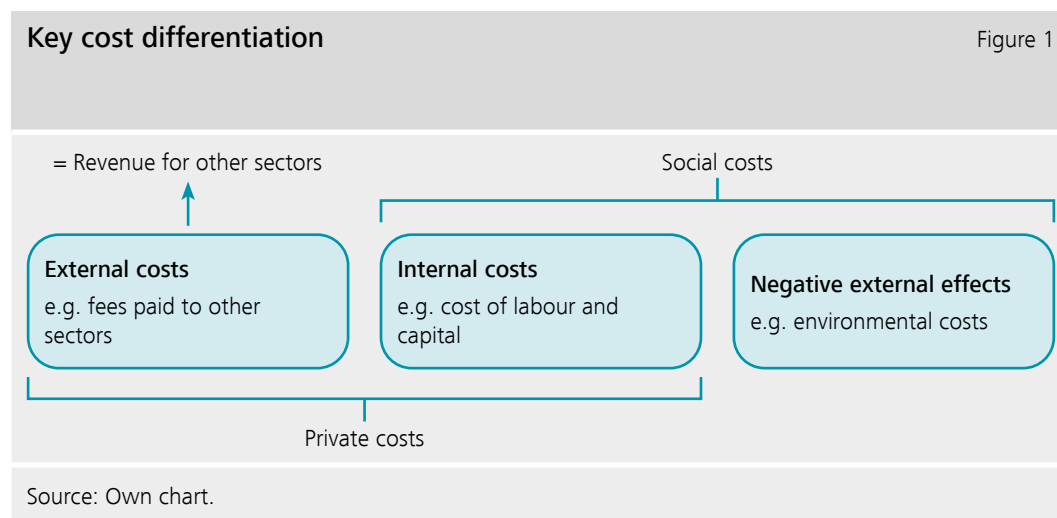 Key cost differentiation
Figure 1
= Revenue for other sectors
Social costs
External costs
e.g. fees paid to other
sectors
Internal costs
e.g. cost of labour and
capital
Negative external effects
e.g. environmental costs
Private costs
Source: Own chart.